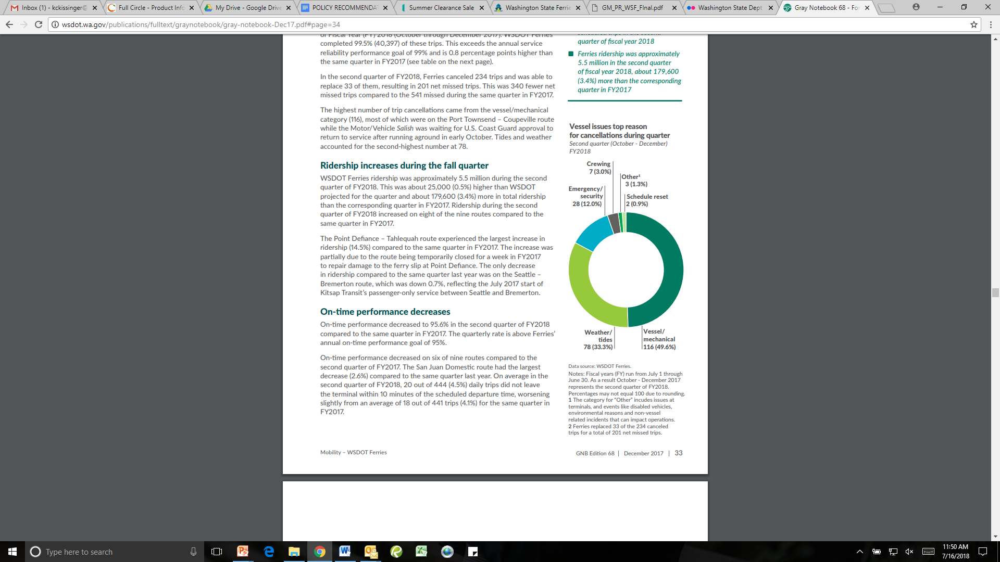 Inbox (1) - kckissinger@
Full Circle - Product Info
My Drive - Google Drive
POLICY RECOMMENDA
Summer Clearance Sale
Washington State Ferrie
GM_PR_WSF_FInal.pdf
Washington State Dept
Gray Notebook 68 - For
wsdot.wa.gov/publications/fulltext/graynotebook/gray-notebook-Dec17.pdf#page=34
of Fiscal Year (FY) 2018 (October through December 2017). WSDOT Ferries
completed 99.5% (40,397) of these trips. This exceeds the annual service
reliability performance goal of 99% and is 0.8 percentage points higher than
the same quarter in FY2017 (see table on the next page).
In the second quarter of FY2018, Ferries canceled 234 trips and was able to
replace 33 of them, resulting in 201 net missed trips. This was 340 fewer net
missed trips compared to the 541 missed during the same quarter in FY2017.
The highest number of trip cancellations came from the vessel/mechanical
category (116), most of which were on the Port Townsend – Coupeville route
while the Motor/Vehicle Salish was waiting for U.S. Coast Guard approval to
return to service after running aground in early October. Tides and weather
accounted for the second-highest number at 78.
Ridership increases during the fall quarter
WSDOT Ferries ridership was approximately 5.5 million during the second
quarter of FY2018. This was about 25,000 (0.5%) higher than WSDOT
projected for the quarter and about 179,600 (3.4%) more in total ridership
than the corresponding quarter in FY2017. Ridership during the second
quarter of FY2018 increased on eight of the nine routes compared to the
same quarter in FY2017.
The Point Defiance – Tahlequah route experienced the largest increase in
ridership (14.5%) compared to the same quarter in FY2017. The increase was
partially due to the route being temporarily closed for a week in FY2017
to repair damage to the ferry slip at Point Defiance. The only decrease
in ridership compared to the same quarter last year was on the Seattle –
Bremerton route, which was down 0.7%, reflecting the July 2017 start of
Kitsap Transit's passenger-only service between Seattle and Bremerton.
On-time performance decreases
On-time performance decreased to 95.6% in the second quarter of FY2018
compared to the same quarter in FY2017. The quarterly rate is above Ferries'
annual on-time performance goal of 95%.
On-time performance decreased on six of nine routes compared to the
second quarter of FY2017. The San Juan Domestic route had the largest
decrease (2.6%) compared to the same quarter last year. On average in the
second quarter of FY2018, 20 out of 444 (4.5%) daily trips did not leave
the terminal within 10 minutes of the scheduled departure time, worsening
slightly from an average of 18 out of 441 trips (4.1%) for the same quarter in
FY2017.
scheduled trips in the second
quarter of fiscal year 2018
Ferries ridership was approximately
5.5 million in the second quarter
of fiscal year 2018, about 179,600
(3.4%) more than the corresponding
quarter in FY2017
Vessel issues top reason
for cancellations during quarter
Second quarter (October - December)
FY2018
Crewing
7 (3.0%)
Other¹
3 (1.3%)
Emergency/
security
28 (12.0%)
Schedule reset
2 (0.9%)
Weather/
tides
78 (33.3%)
Vessel/
mechanical
116 (49.6%)
Data source: WSDOT Ferries.
Notes: Fiscal years (FY) run from July 1 through
June 30. As a result October - December 2017
represents the second quarter of FY2018.
Percentages may not equal 100 due to rounding.
1 The category for "Other" incudes issues at
terminals, and events like disabled vehicles,
environmental reasons and non-vessel
related incidents that can impact operations.
2 Ferries replaced 33 of the 234 canceled
trips for a total of 201 net missed trips.
Mobility – WSDOT Ferries
GNB Edition 68 | December 2017 | 33
Type here to search
11:50 AM
7/16/2018